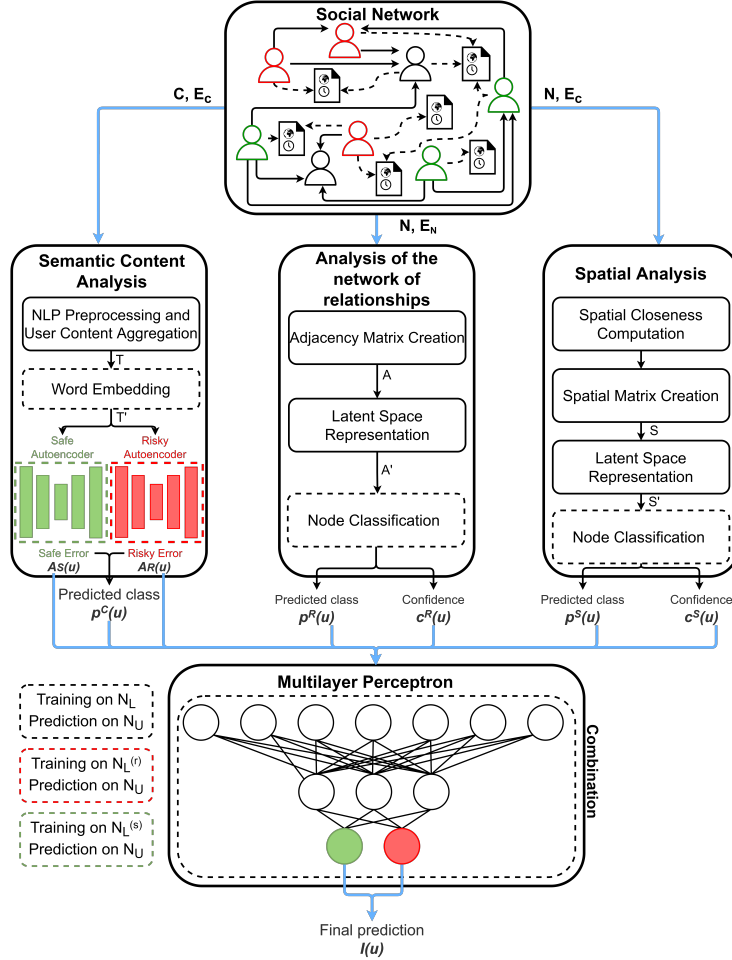 Social Network
C, E_C
N, E_C
N, E_N
Semantic Content
Analysis
NLP Preprocessing and
User Content Aggregation
T
Word Embedding
T'
Safe
Autoencoder
Risky
Autoencoder
Safe Error
A_S(u)
Risky Error
A_R(u)
Predicted class
p^C(u)
Analysis of the
network of
relationships
Adjacency Matrix Creation
A
Latent Space
Representation
A'
Node Classification
Predicted class
p^R(u)
Confidence
c^R(u)
Spatial Analysis
Spatial Closeness
Computation
Spatial Matrix Creation
S
Latent Space
Representation
S'
Node Classification
Predicted class
p^S(u)
Confidence
c^S(u)
Multilayer Perceptron
Combination
Training on N_L
Prediction on N_U
Training on N_L^(r)
Prediction on N_U
Training on N_L^(s)
Prediction on N_U
Final prediction
l(u)